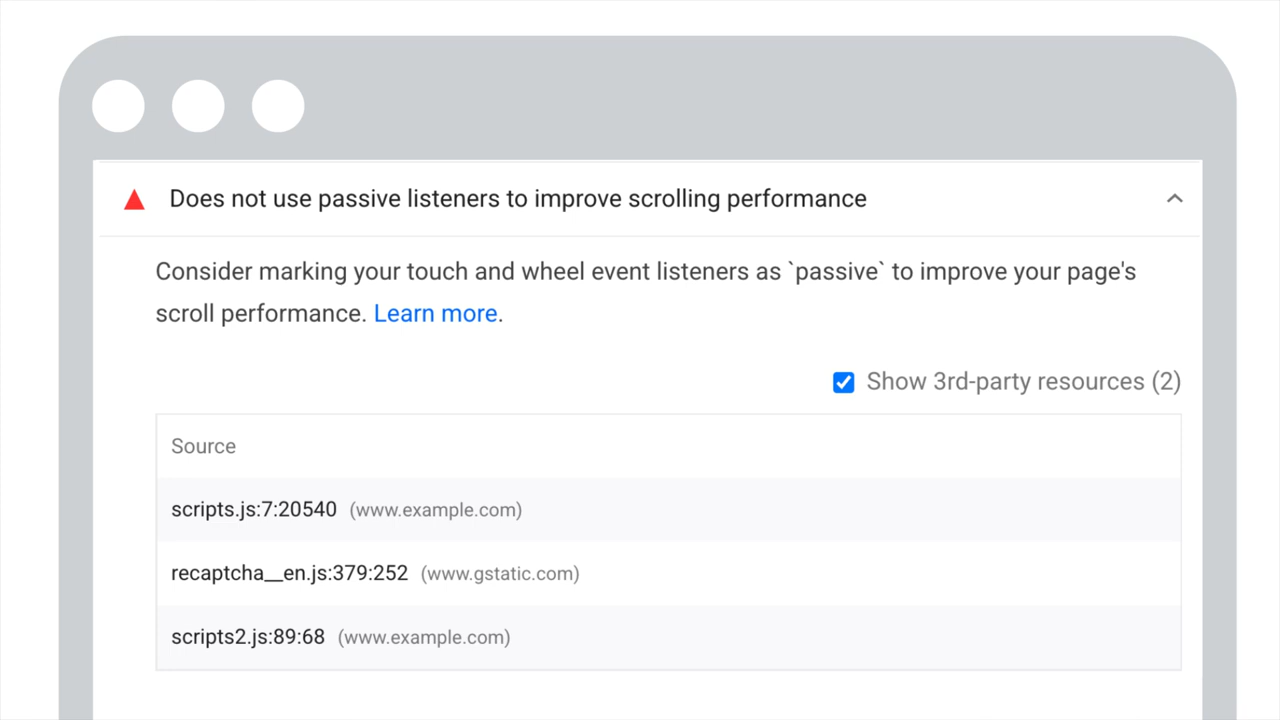 Does not use passive listeners to improve scrolling performance
Consider marking your touch and wheel event listeners as `passive` to improve your page's
scroll performance. Learn more.
Show 3rd-party resources (2)
Source
scripts.js:7:20540 (www.example.com)
recaptcha__en.js:379:252 (www.gstatic.com)
scripts2.js:89:68 (www.example.com)